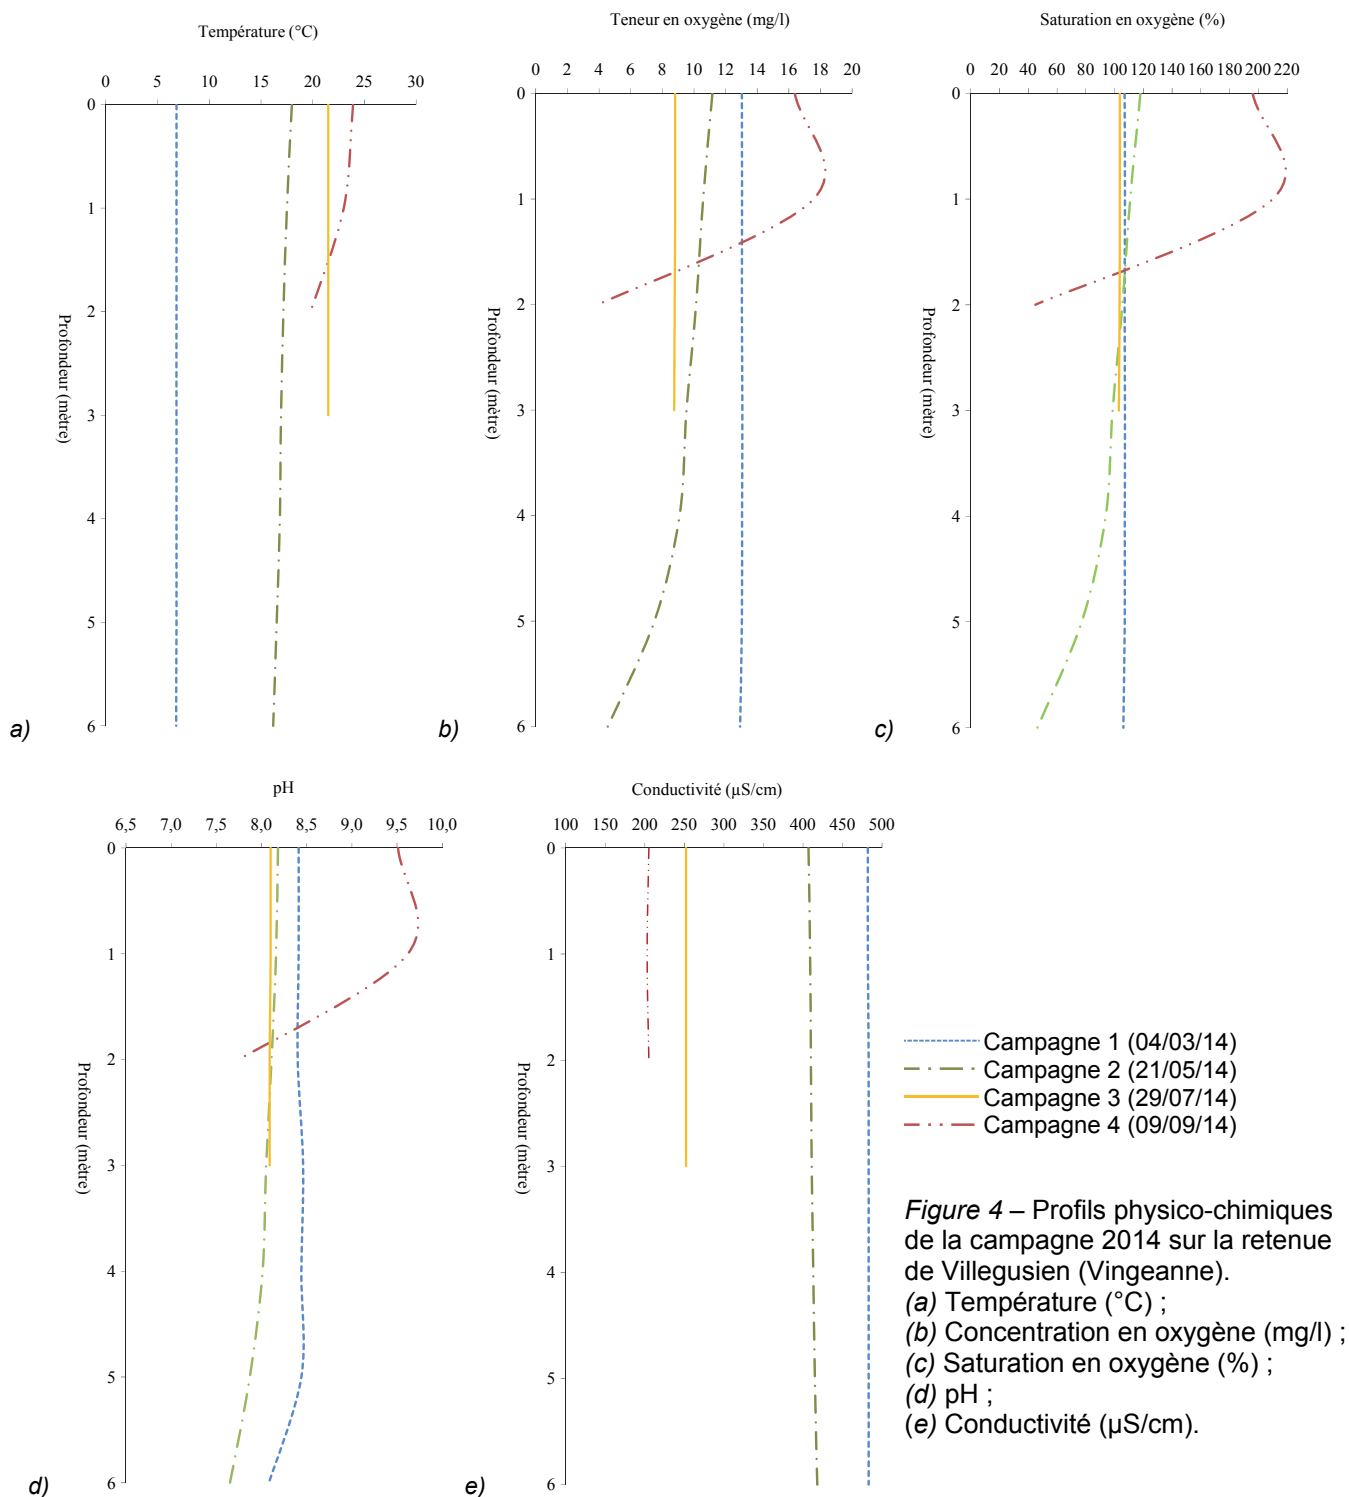 Température (°C)
0 5 10 15 20 25 30
0
1
2
3
4
5
6
Profondeur (mètre)
a)
Teneur en oxygène (mg/l)
0 2 4 6 8 10 12 14 16 18 20
0
1
2
3
4
5
6
Profondeur (mètre)
b)
Saturation en oxygène (%)
0 20 40 60 80 100 120 140 160 180 200 220
0
1
2
3
4
5
6
Profondeur (mètre)
c)
pH
6,5 7,0 7,5 8,0 8,5 9,0 9,5 10,0
0
1
2
3
4
5
6
Profondeur (mètre)
d)
Conductivité (µS/cm)
100 150 200 250 300 350 400 450 500
0
1
2
3
4
5
6
Profondeur (mètre)
e)
Campagne 1 (04/03/14)
Campagne 2 (21/05/14)
Campagne 3 (29/07/14)
Campagne 4 (09/09/14)
Figure 4 – Profils physico-chimiques
de la campagne 2014 sur la retenue
de Villegusien (Vingeanne).
(a) Température (°C) ;
(b) Concentration en oxygène (mg/l) ;
(c) Saturation en oxygène (%) ;
(d) pH ;
(e) Conductivité (µS/cm).